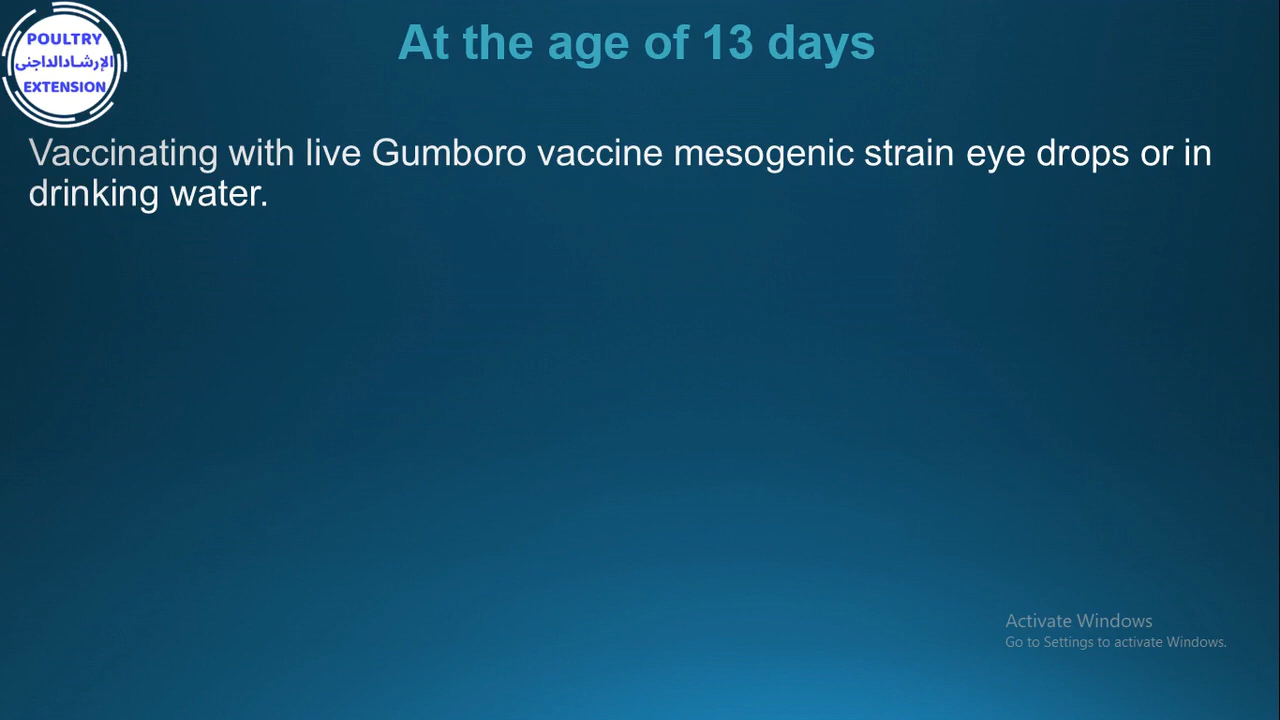 POULTRY
الإرشادالداجنى
EXTENSION
At the age of 13 days
Vaccinating with live Gumboro vaccine mesogenic strain eye drops or in
drinking water.
Activate Windows
Go to Settings to activate Windows.